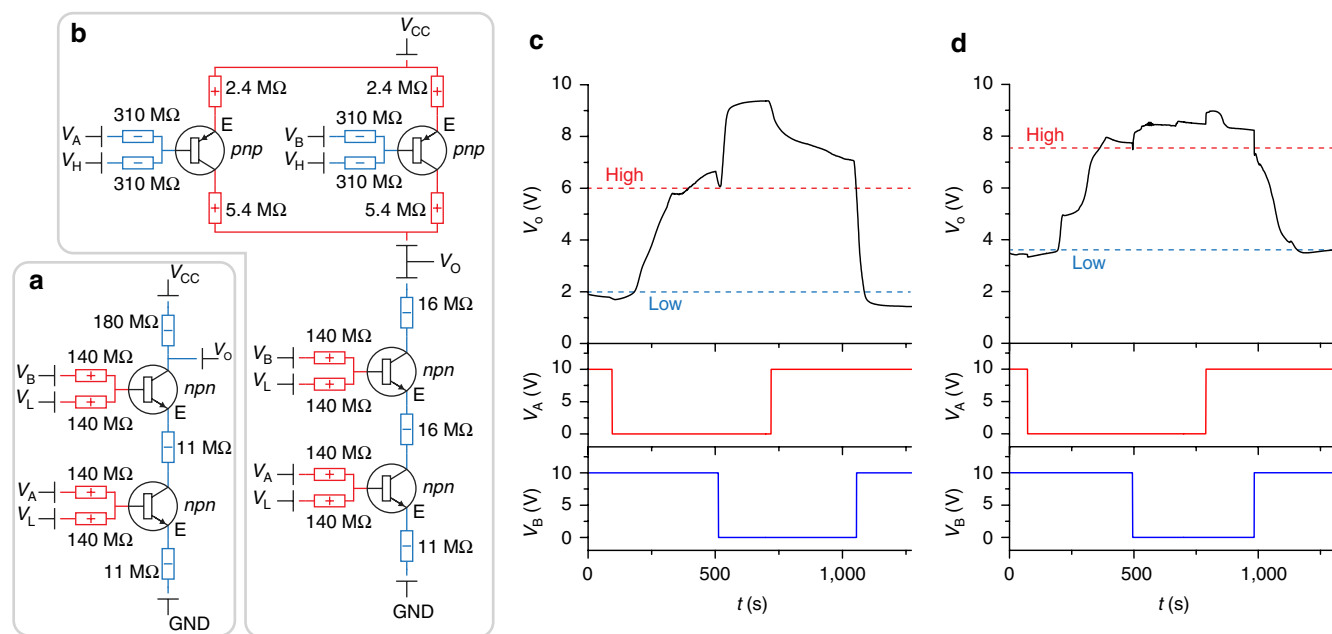 b
V_CC
2.4 MΩ
2.4 MΩ
310 MΩ
E
310 MΩ
E
V_A
V_B
V_H
pnp
V_H
pnp
310 MΩ
310 MΩ
5.4 MΩ
5.4 MΩ
V_O
16 MΩ
140 MΩ
V_B
V_L
npn
E
140 MΩ
16 MΩ
140 MΩ
V_A
V_L
npn
E
140 MΩ
11 MΩ
GND
a
V_CC
180 MΩ
V_O
140 MΩ
V_B
V_L
npn
E
140 MΩ
11 MΩ
140 MΩ
V_A
V_L
npn
E
140 MΩ
11 MΩ
GND
c
10
8
6
4
2
0
V_o (V)
High
Low
10
5
0
V_A (V)
10
5
0
V_B (V)
0
500
1,000
t (s)
d
10
8
6
4
2
0
V_o (V)
High
Low
10
5
0
V_A (V)
10
5
0
V_B (V)
0
500
1,000
t (s)